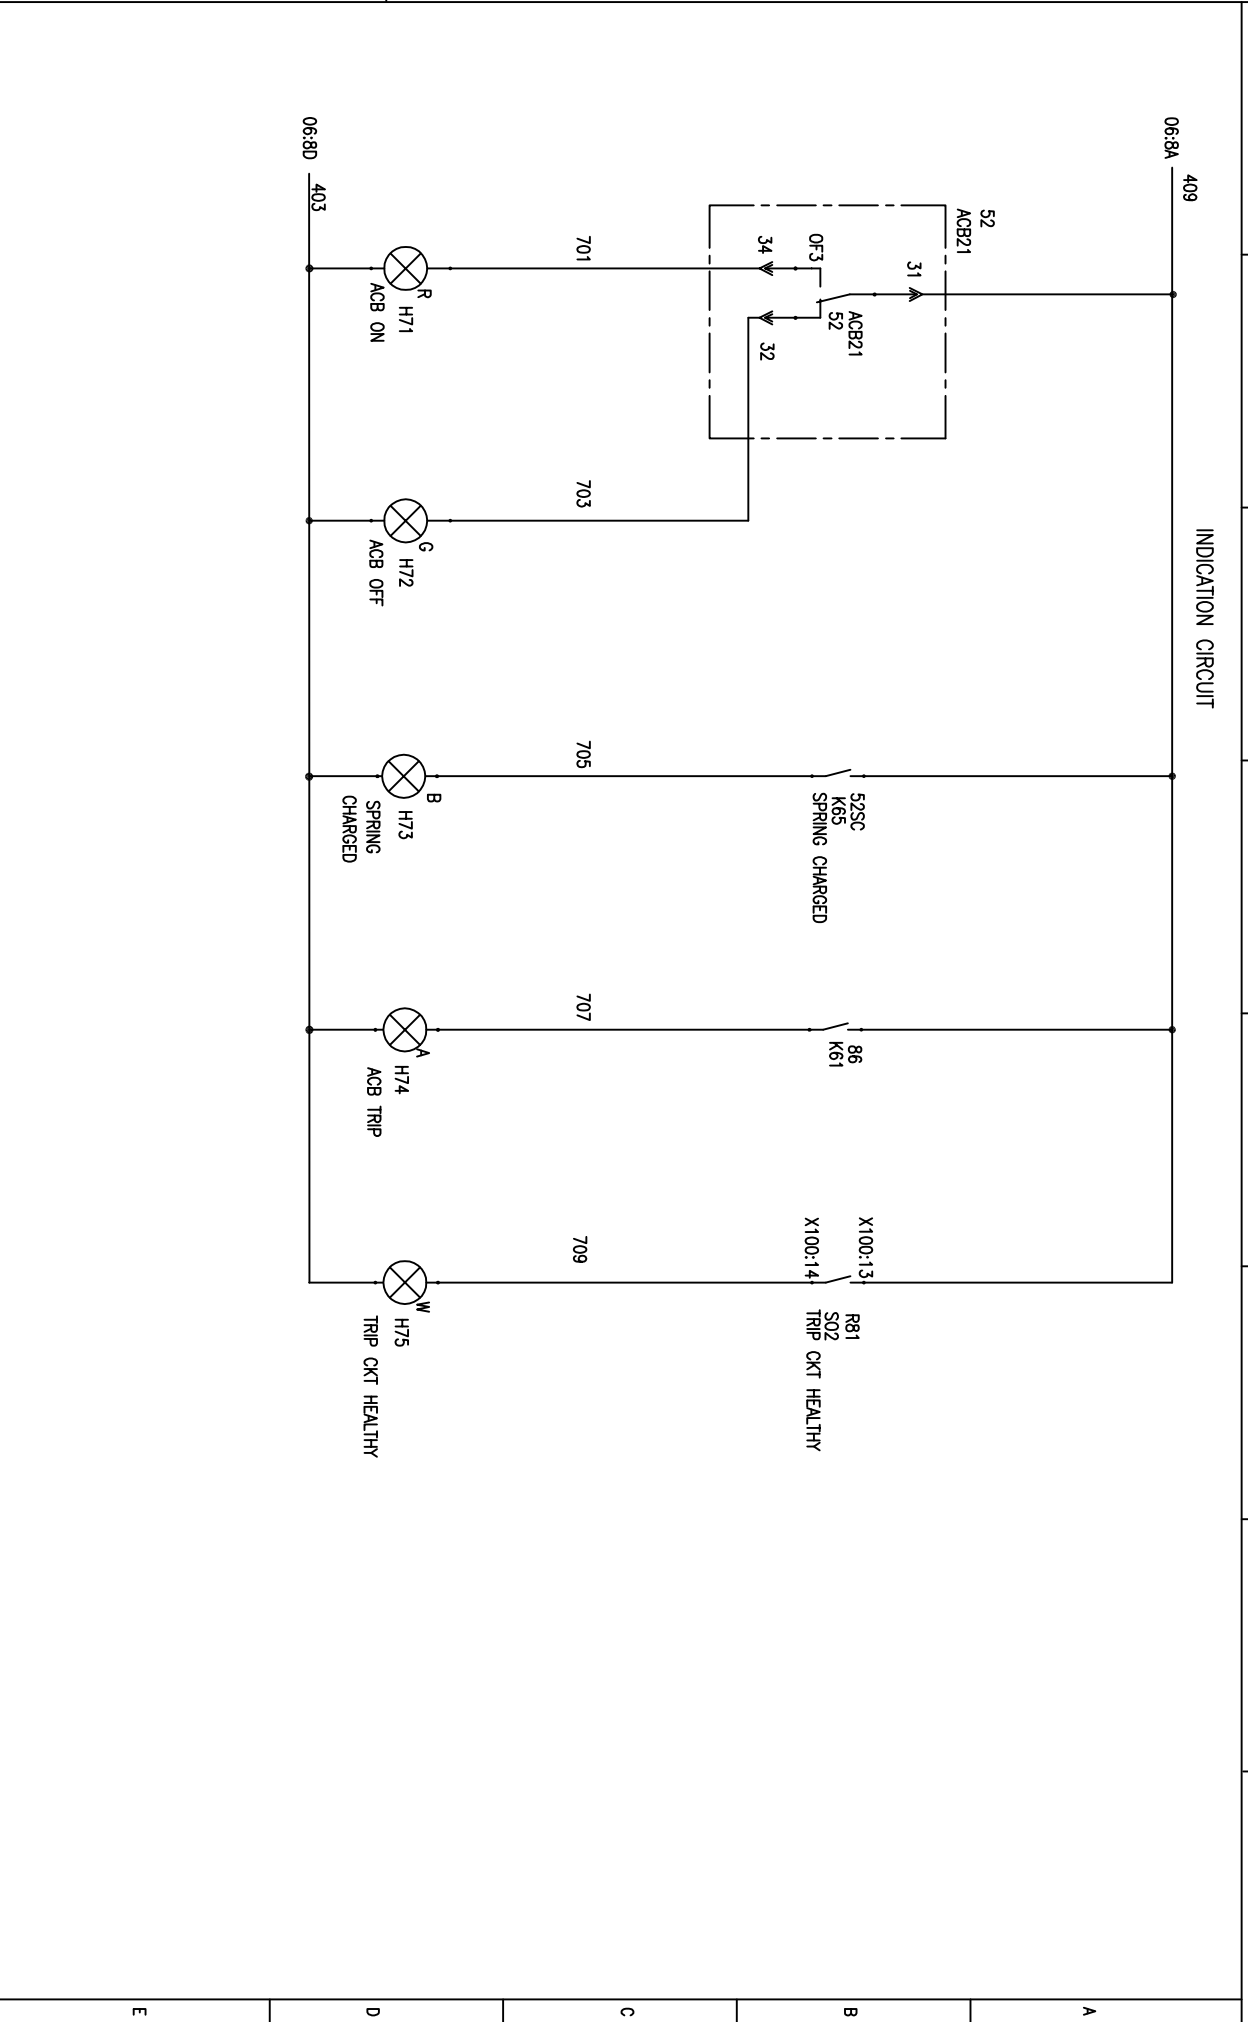 INDICATION CIRCUIT
06:8A
409
52
ACB21
31
ACB21
52
OF3
34
32
52SC
K65
SPRING CHARGED
86
K61
X100:13
X100:14
R81
SO2
TRIP CKT HEALTHY
701
703
705
707
709
R
H71
ACB ON
G
H72
ACB OFF
B
H73
SPRING
CHARGED
A
H74
ACB TRIP
W
H75
TRIP CKT HEALTHY
06:8D
403
A
B
C
D
E